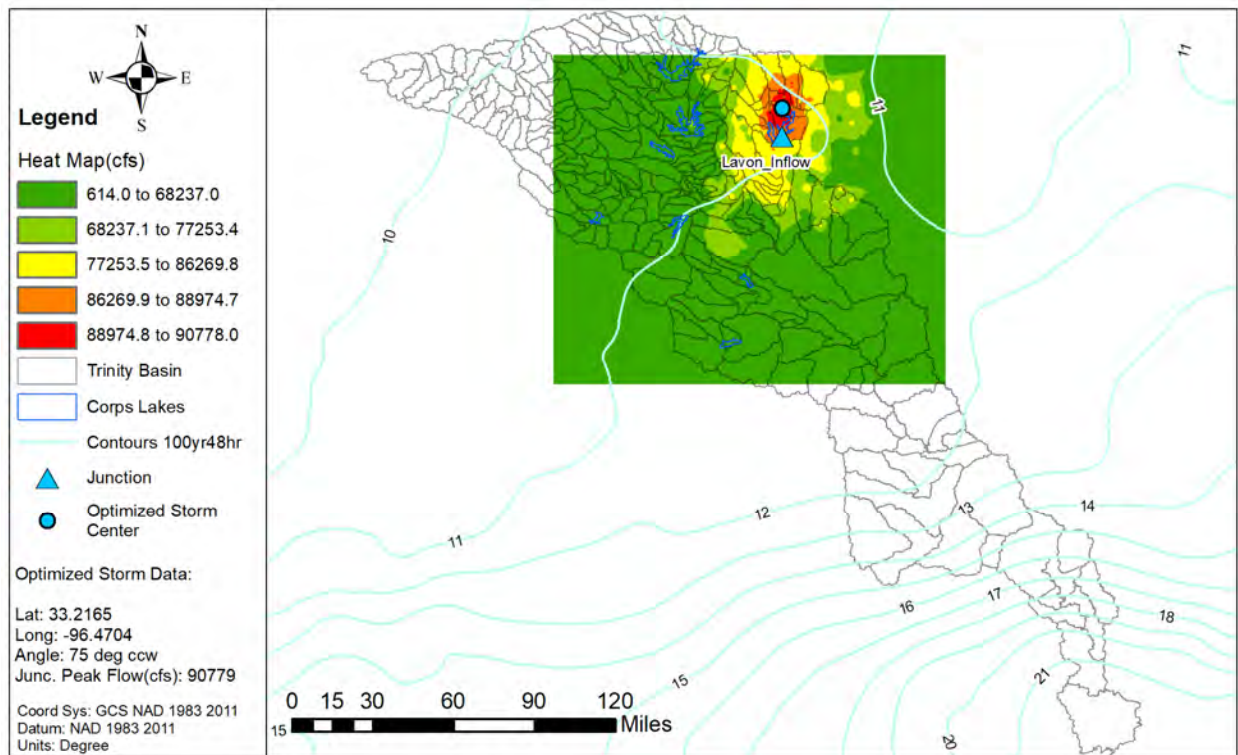 N
W E
S
Legend
Heat Map(cfs)
614.0 to 68237.0
68237.1 to 77253.4
77253.5 to 86269.8
86269.9 to 88974.7
88974.8 to 90778.0
Trinity Basin
Corps Lakes
Contours 100yr48hr
Junction
Optimized Storm
Center
Optimized Storm Data:
Lat: 33.2165
Long: -96.4704
Angle: 75 deg ccw
Junc. Peak Flow(cfs): 90779
Coord Sys: GCS NAD 1983 2011
Datum: NAD 1983 2011
Units: Degree
11
11
Lavon_Inflow
10
12
13
14
11
16
17
18
15
21
20
15
0 15 30 60 90 120
Miles